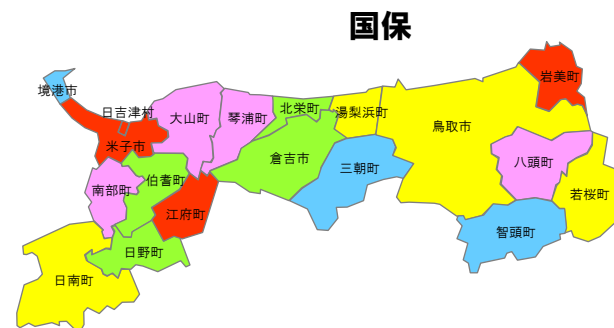 国保
岩美町
境港市
日吉津村
大山町
琴浦町
北栄町
湯梨浜町
鳥取市
米子市
倉吉市
三朝町
八頭町
伯耆町
南部町
若桜町
江府町
智頭町
日野町
日南町